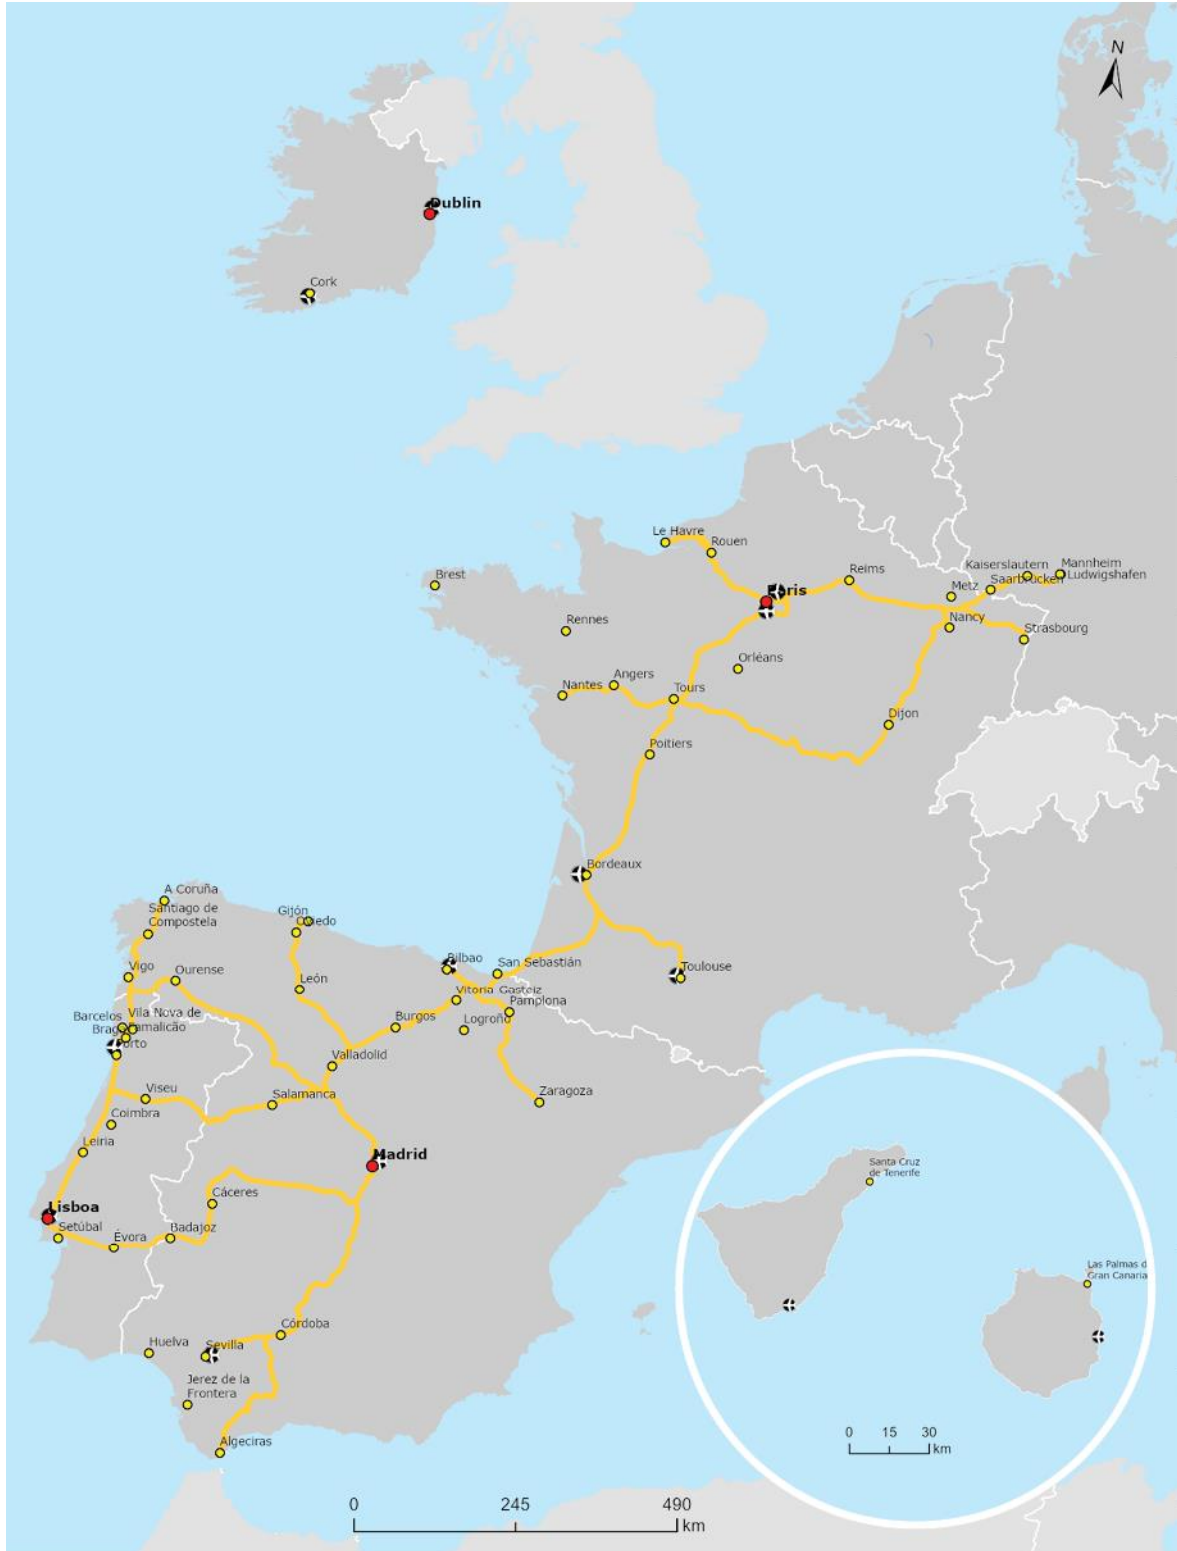 N
Dublin
Cork
Le Havre
Rouen
Brest
Reims
Kaiserslautern
Mannheim
Ludwigshafen
Saarbrücken
Metz
Paris
Nancy
Strasbourg
Rennes
Orléans
Angers
Nantes
Tours
Dijon
Poitiers
Bordeaux
A Coruña
Santiago de
Compostela
Gijón
Oviedo
Bilbao
San Sebastián
Toulouse
Vigo
Ourense
León
Vitoria-Gasteiz
Pamplona
Barcelos
Vila Nova de
Famalicão
Braga
Porto
Burgos
Logroño
Valladolid
Viseu
Salamanca
Zaragoza
Coimbra
Leiria
Madrid
Lisboa
Setúbal
Évora
Badajoz
Cáceres
Santa Cruz
de Tenerife
Las Palmas d
Gran Canaria
Huelva
Sevilla
Córdoba
Jerez de la
Frontera
Algeciras
0 15 30
km
0 245 490
km